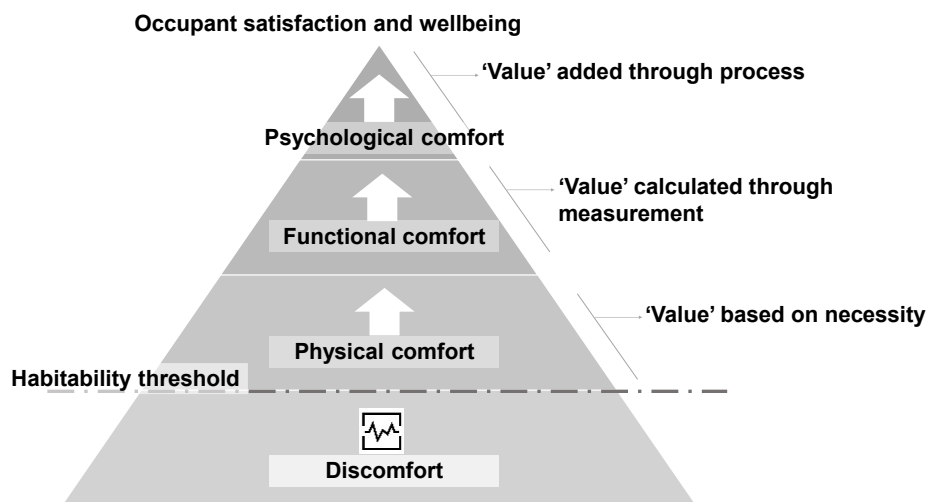 Occupant satisfaction and wellbeing
‘Value’ added through process
Psychological comfort
‘Value’ calculated through
measurement
Functional comfort
‘Value’ based on necessity
Physical comfort
Habitability threshold
Discomfort